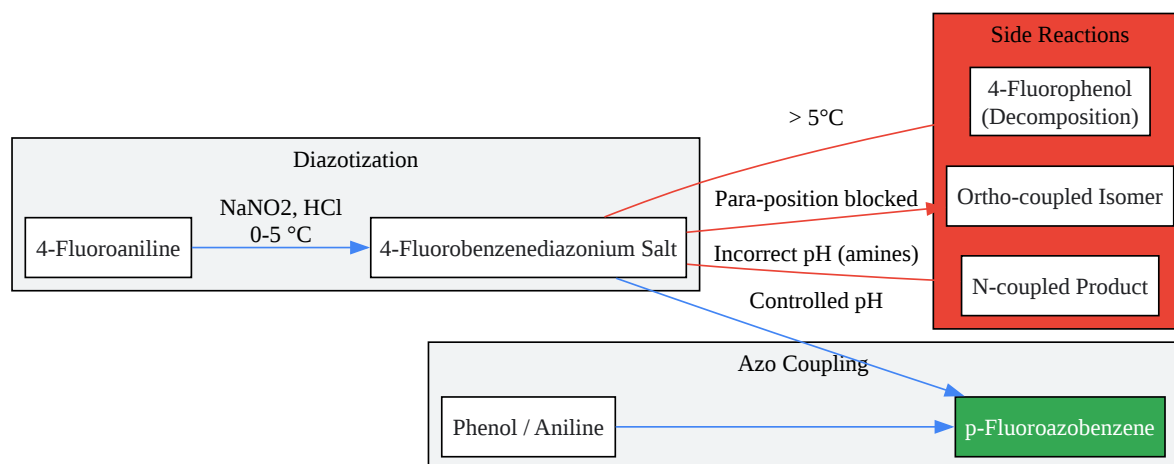 Side Reactions
4-Fluorophenol
(Decomposition)
> 5°C
Diazotization
NaNO2, HCl
0-5 °C
4-Fluoroaniline
4-Fluorobenzenediazonium Salt
Para-position blocked
Ortho-coupled Isomer
Incorrect pH (amines)
N-coupled Product
Controlled pH
Azo Coupling
Phenol / Aniline
p-Fluoroazobenzene